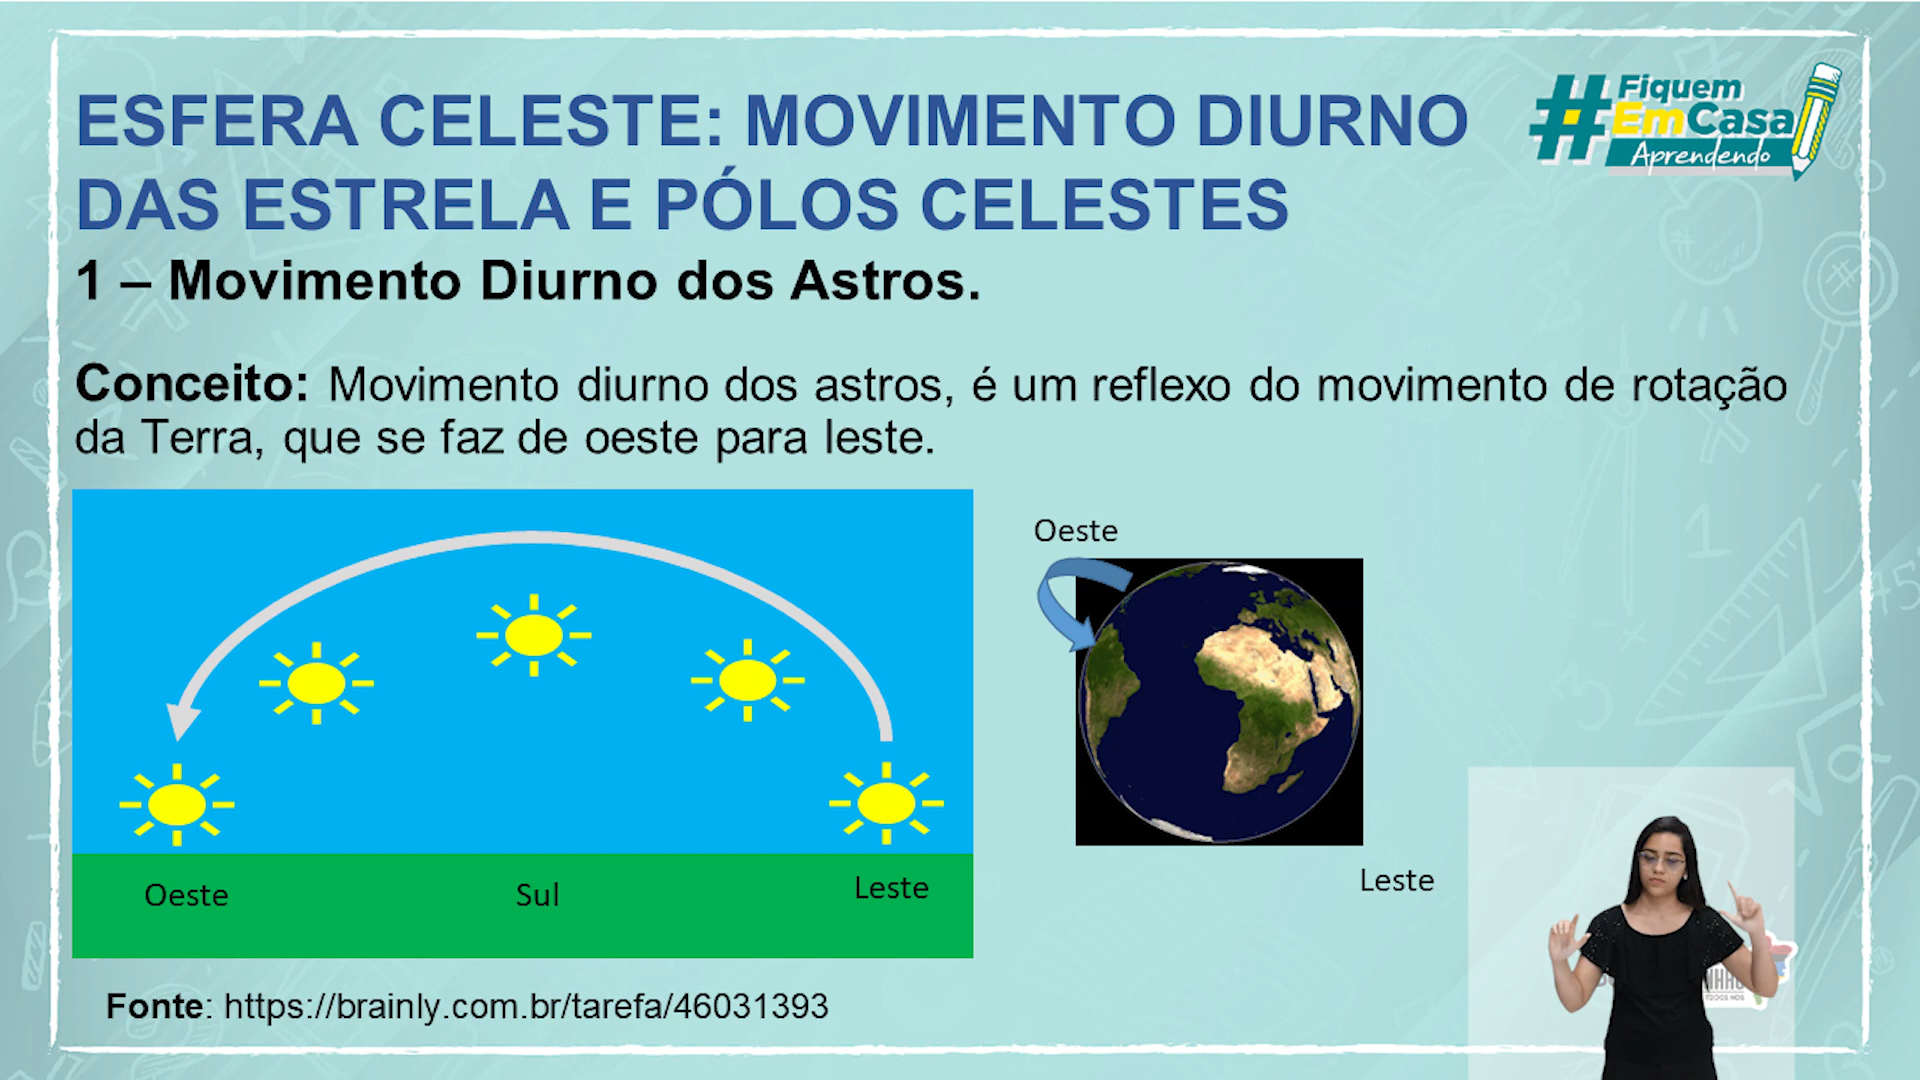 ESFERA CELESTE: MOVIMENTO DIURNO
DAS ESTRELA E PÓLOS CELESTES
#Fiquem
EmCasa
Aprendendo
1 – Movimento Diurno dos Astros.
Conceito: Movimento diurno dos astros, é um reflexo do movimento de rotação
da Terra, que se faz de oeste para leste.
Oeste
Oeste
Sul
Leste
Leste
Fonte: https://brainly.com.br/tarefa/46031393